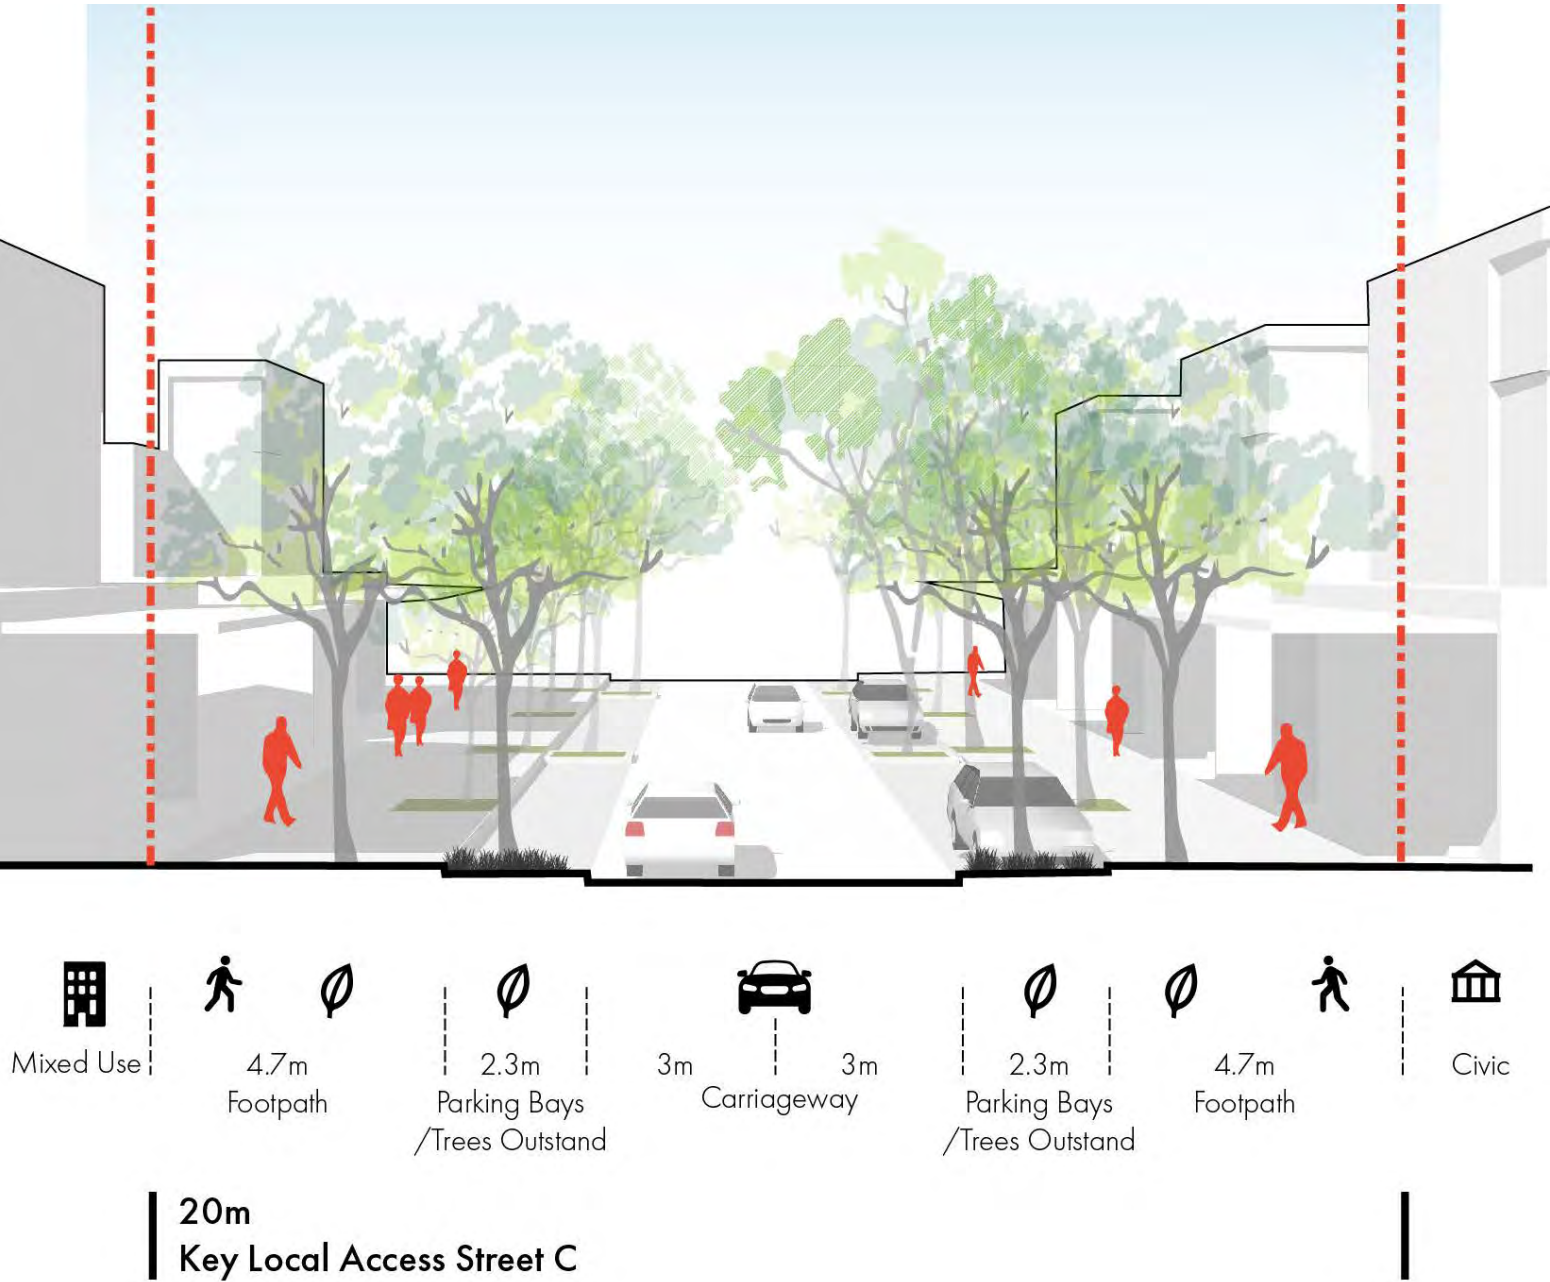 Mixed Use
4.7m
Footpath
2.3m
Parking Bays
/Trees Outstand
3m
3m
Carriageway
2.3m
Parking Bays
/Trees Outstand
4.7m
Footpath
Civic
20m
Key Local Access Street C